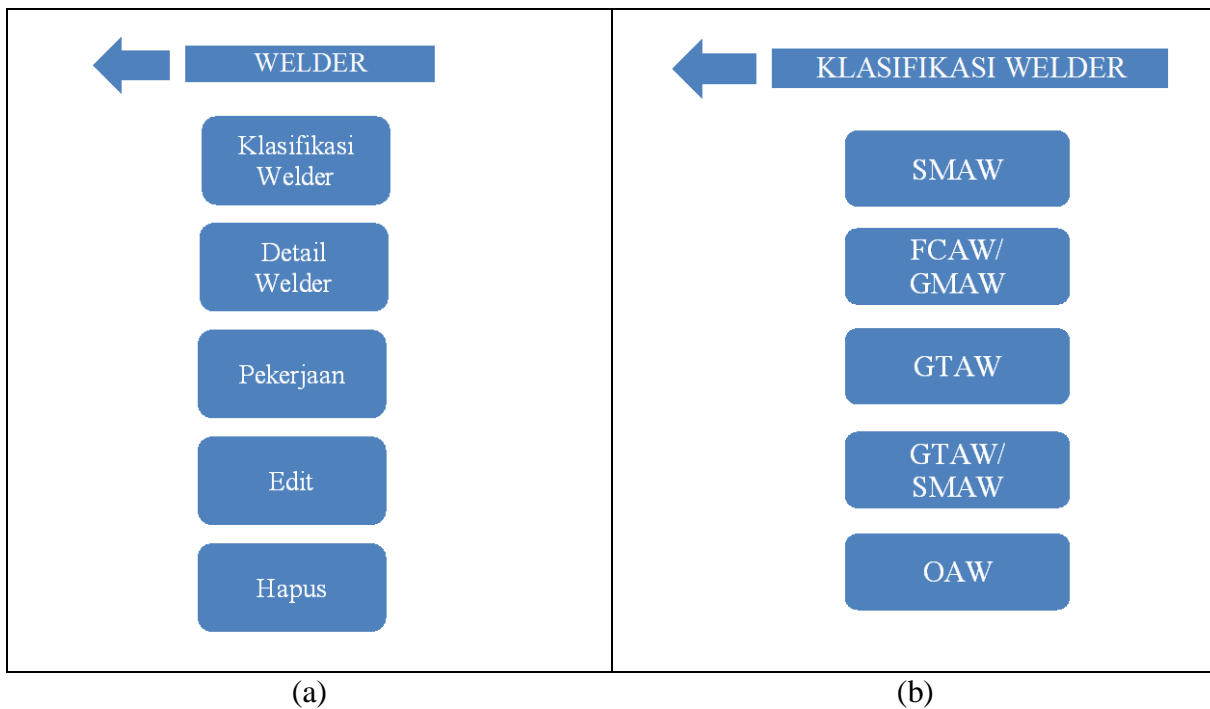 WELDER
Klasifikasi
Welder
Detail
Welder
Pekerjaan
Edit
Hapus
(a)
KLASIFIKASI WELDER
SMAW
FCAW/
GMAW
GTAW
GTAW/
SMAW
OAW
(b)